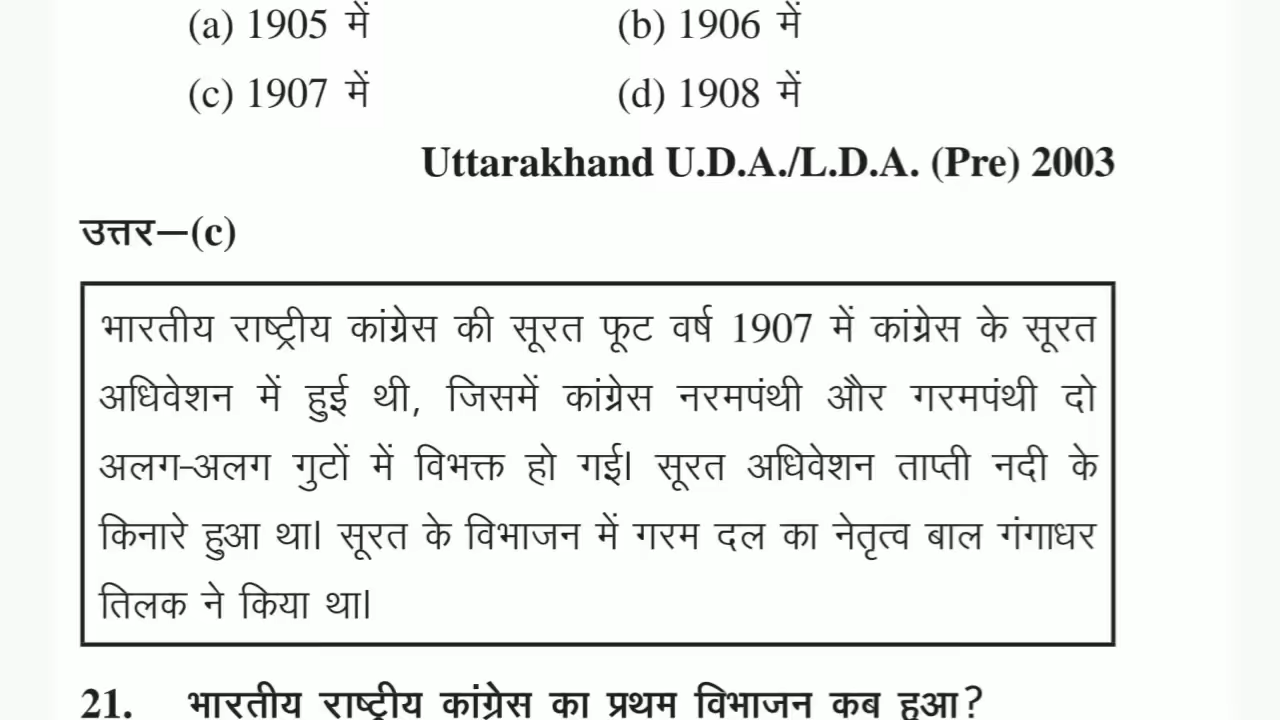 (a) 1905 में (b) 1906 में
(c) 1907 में (d) 1908 में
Uttarakhand U.D.A./L.D.A. (Pre) 2003
उत्तर—(c)
भारतीय राष्ट्रीय कांग्रेस की सूरत फूट वर्ष 1907 में कांग्रेस के सूरत
अधिवेशन में हुई थी, जिसमें कांग्रेस नरमपंथी और गरमपंथी दो
अलग-अलग गुटों में विभक्त हो गई। सूरत अधिवेशन ताप्ती नदी के
किनारे हुआ था। सूरत के विभाजन में गरम दल का नेतृत्व बाल गंगाधर
तिलक ने किया था।
21. भारतीय राष्ट्रीय कांग्रेस का प्रथम विभाजन कब हुआ?